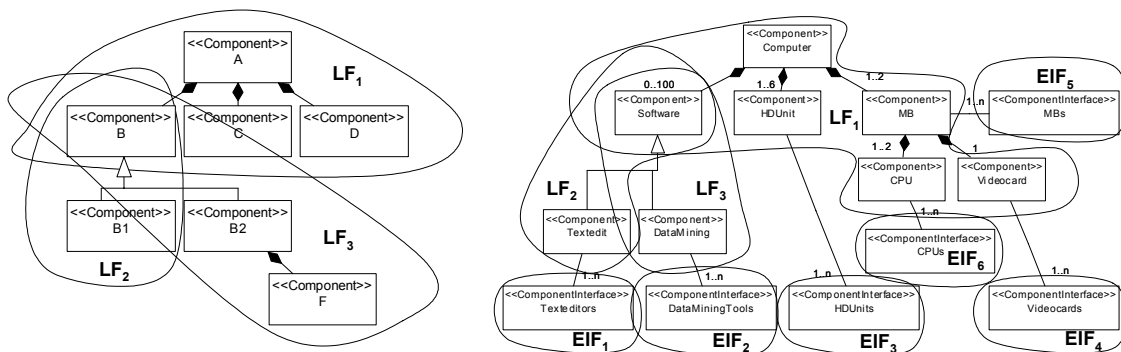 <<Component>>
A
LF1
<<Component>>
B
<<Component>>
C
<<Component>>
D
<<Component>>
B1
<<Component>>
B2
LF2
LF3
<<Component>>
F
<<Component>>
Computer
0..100
1..6
1..2
EIF5
<<Component>>
Software
<<Component>>
HDUnit
LF1
<<Component>>
MB
1..n
<<ComponentInterface>>
MBs
1..2
1
<<Component>>
CPU
<<Component>>
Videocard
LF2
LF3
<<Component>>
Textedit
<<Component>>
DataMining
1..n
<<ComponentInterface>>
CPUs
EIF6
1..n
1..n
1..n
1..n
<<ComponentInterface>>
Texteditors
<<ComponentInterface>>
DataMiningTools
<<ComponentInterface>>
HDUnits
<<ComponentInterface>>
Videocards
EIF1
EIF2
EIF3
EIF4